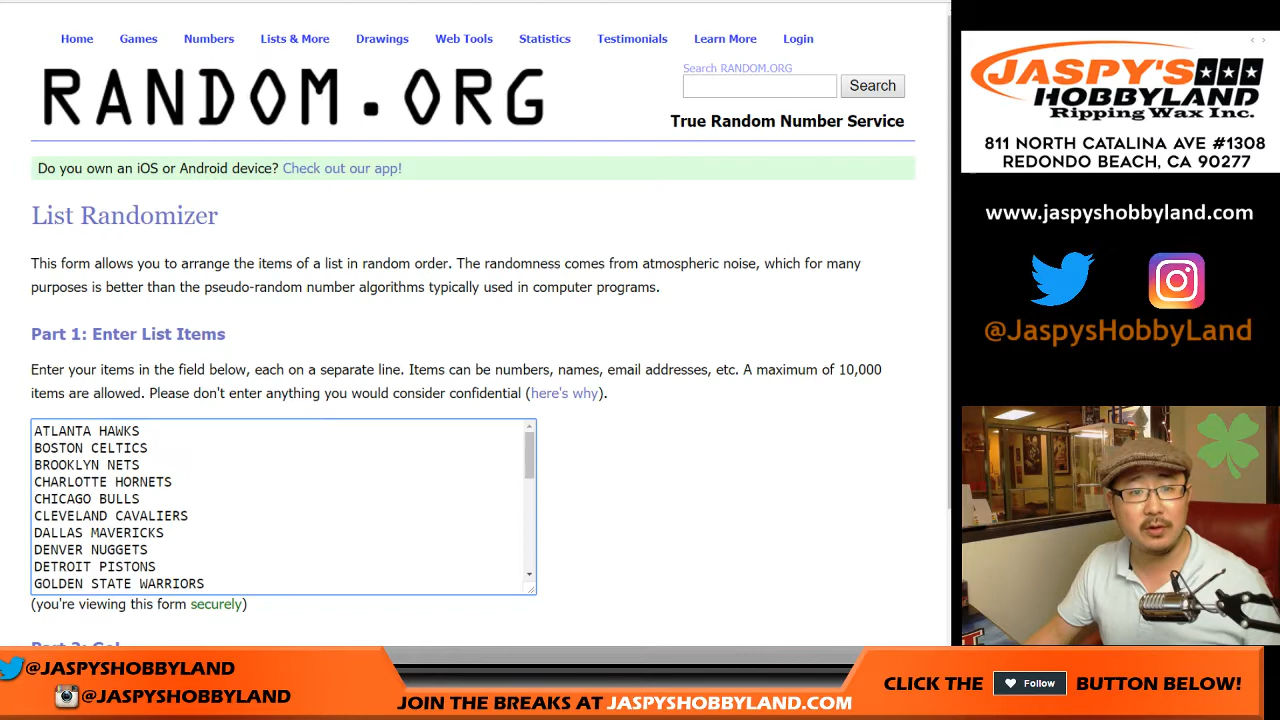 Home Games Numbers Lists & More Drawings Web Tools Statistics Testimonials Learn More Login
RANDOM.ORG
Search RANDOM.ORG
Search
True Random Number Service
Do you own an iOS or Android device? Check out our app!
List Randomizer
This form allows you to arrange the items of a list in random order. The randomness comes from atmospheric noise, which for many
purposes is better than the pseudo-random number algorithms typically used in computer programs.
Part 1: Enter List Items
Enter your items in the field below, each on a separate line. Items can be numbers, names, email addresses, etc. A maximum of 10,000
items are allowed. Please don't enter anything you would consider confidential (here's why).
ATLANTA HAWKS
BOSTON CELTICS
BROOKLYN NETS
CHARLOTTE HORNETS
CHICAGO BULLS
CLEVELAND CAVALIERS
DALLAS MAVERICKS
DENVER NUGGETS
DETROIT PISTONS
GOLDEN STATE WARRIORS
(you're viewing this form securely)
JASPY'S
HOBBYLAND
Ripping Wax Inc.
811 NORTH CATALINA AVE #1308
REDONDO BEACH, CA 90277
www.jaspyshobbyland.com
@JaspysHobbyLand
@JASPYSHOBBYLAND
@JASPYSHOBBYLAND
JOIN THE BREAKS AT JASPYSHOBBYLAND.COM
CLICK THE Follow BUTTON BELOW!